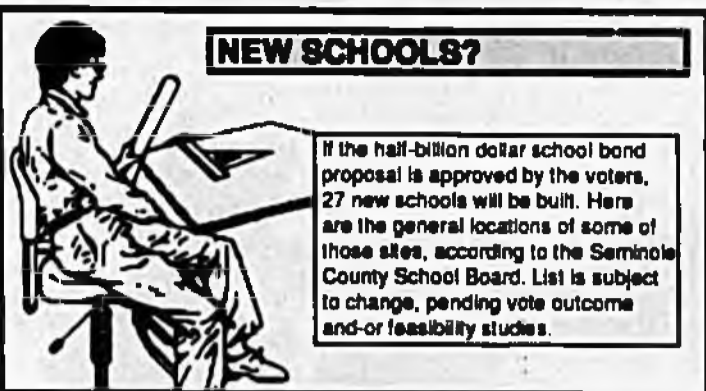 NEW SCHOOLS?
If the half-billion dollar school bond
proposal is approved by the voters,
27 new schools will be built. Here
are the general locations of some of
those sites, according to the Seminole
County School Board. List is subject
to change, pending vote outcome
and-or feasibility studies.